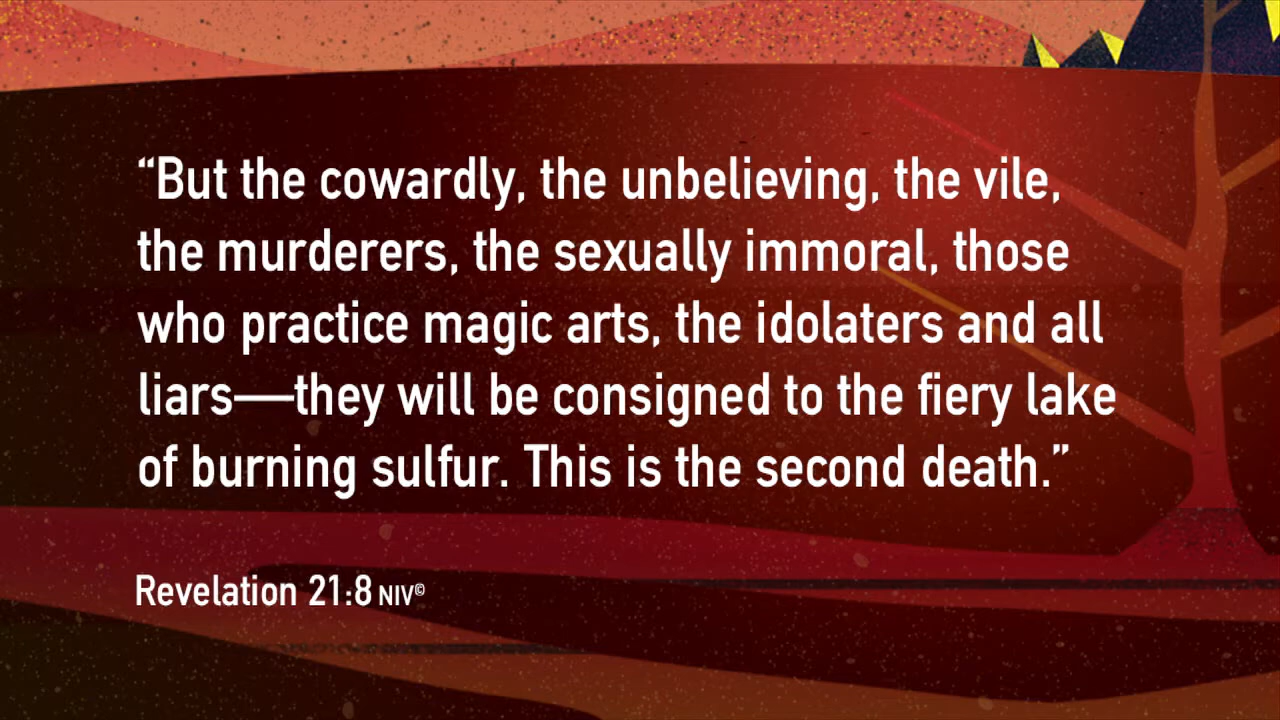 “But the cowardly, the unbelieving, the vile,
the murderers, the sexually immoral, those
who practice magic arts, the idolaters and all
liars—they will be consigned to the fiery lake
of burning sulfur. This is the second death.”
Revelation 21:8 NIV©